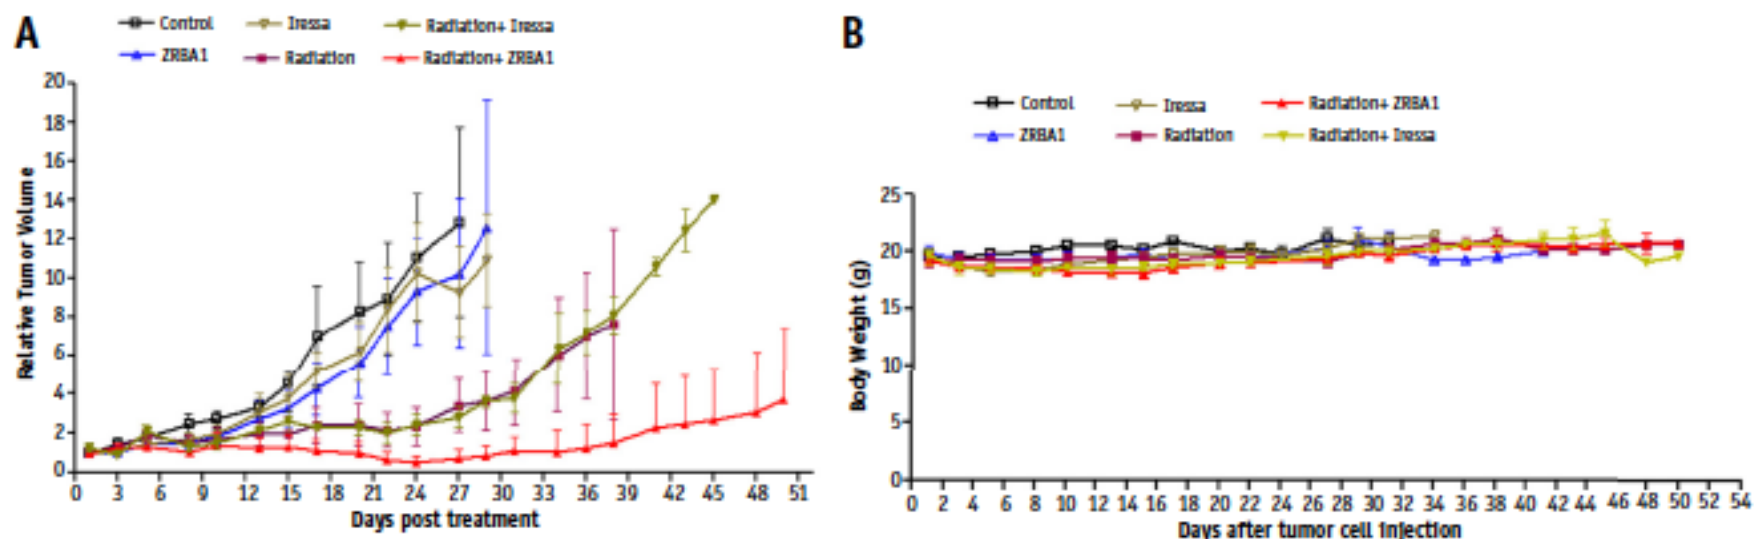 A
Control Iressa Radiation+ Iressa
ZRBA1 Radiation Radiation+ ZRBA1
Relative Tumor Volume
20
18
16
14
12
10
8
6
4
2
0
0 3 6 9 12 15 18 21 24 27 30 33 36 39 42 45 48 51
Days post treatment
B
Control Iressa Radiation+ ZRBA1
ZRBA1 Radiation Radiation+ Iressa
Body Weight (g)
25
20
15
10
5
0
0 2 4 6 8 10 12 14 16 18 20 22 24 26 28 30 32 34 36 38 40 42 44 46 48 50 52 54
Days after tumor cell injection